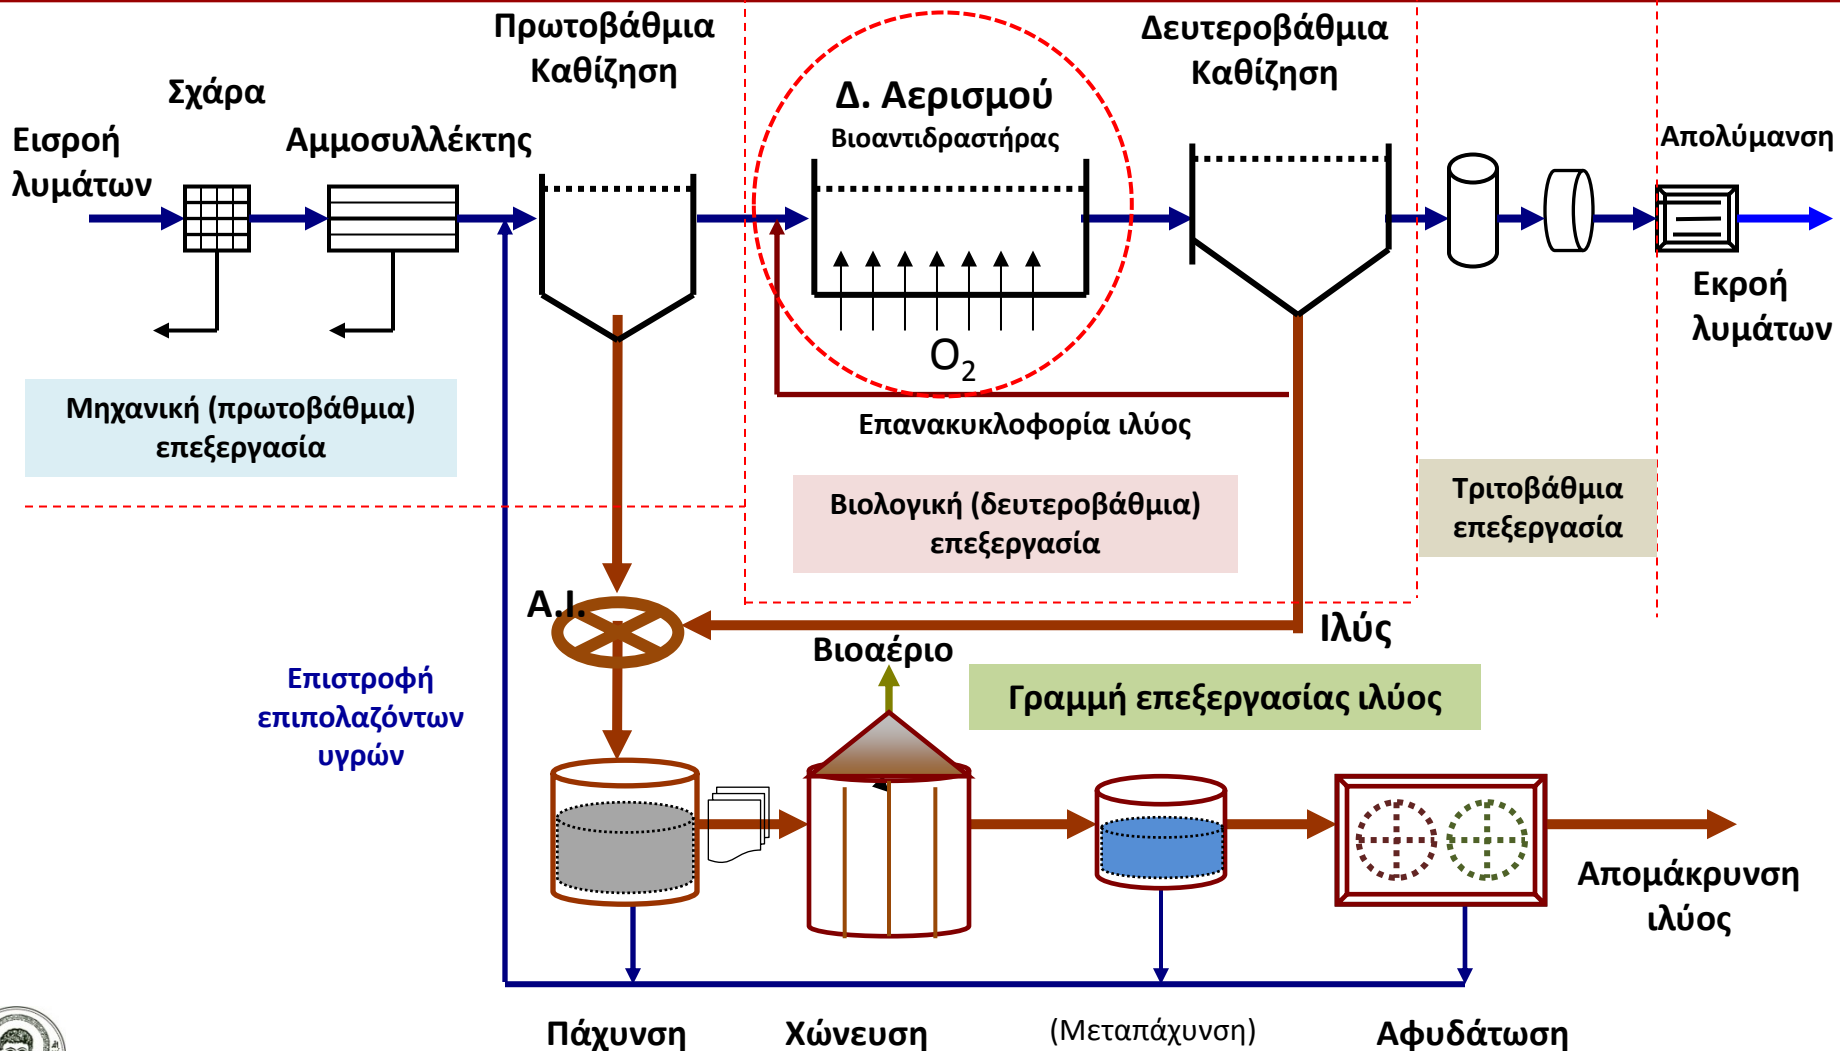 Πρωτοβάθμια
Καθίζηση
Δευτεροβάθμια
Καθίζηση
Σχάρα
Δ. Αερισμού
Βιοαντιδραστήρας
Εισροή
λυμάτων
Αμμοσυλλέκτης
Απολύμανση
Εκροή
λυμάτων
O2
Μηχανική (πρωτοβάθμια)
επεξεργασία
Επανακυκλοφορία ιλύος
Βιολογική (δευτεροβάθμια)
επεξεργασία
Τριτοβάθμια
επεξεργασία
Α.Ι.
Ιλύς
Βιοαέριο
Επιστροφή
επιπολαζόντων
υγρών
Γραμμή επεξεργασίας ιλύος
Απομάκρυνση
ιλύος
Πάχυνση
Χώνευση
(Μεταπάχυνση)
Αφυδάτωση